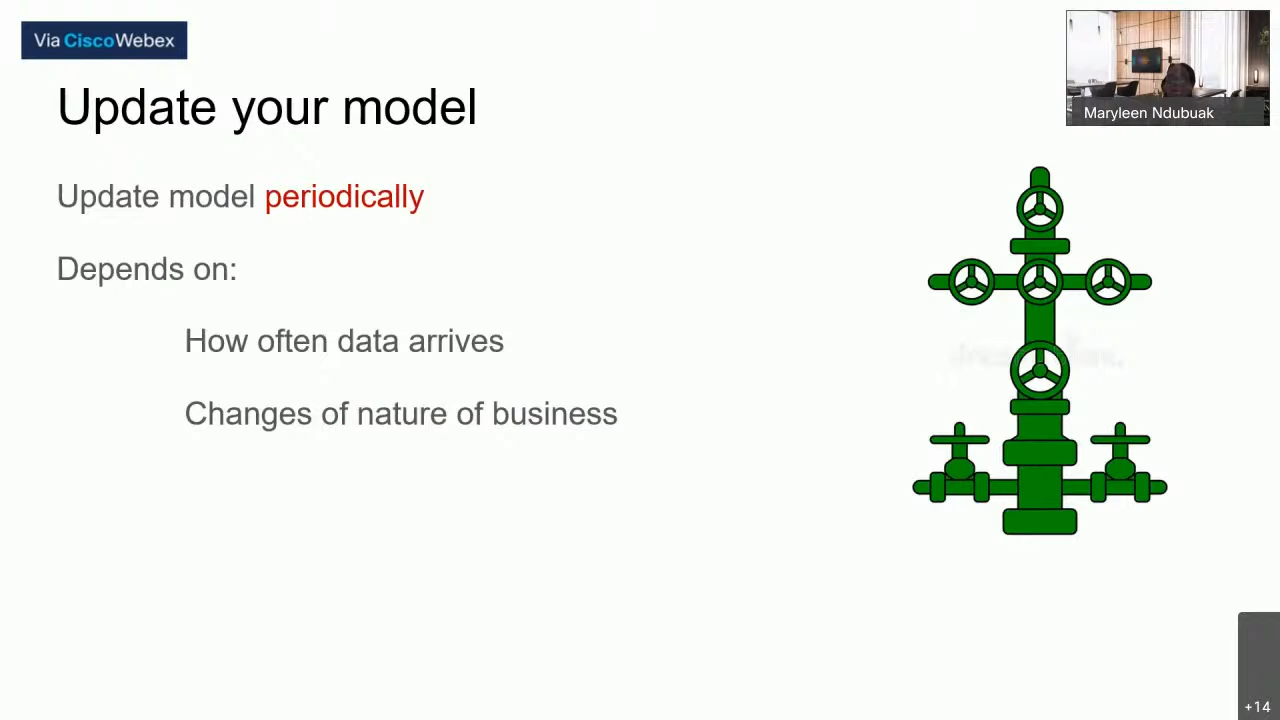 Via CiscoWebex
Maryleen Ndubuak
Update your model
Update model periodically
Depends on:
How often data arrives
Changes of nature of business
+14